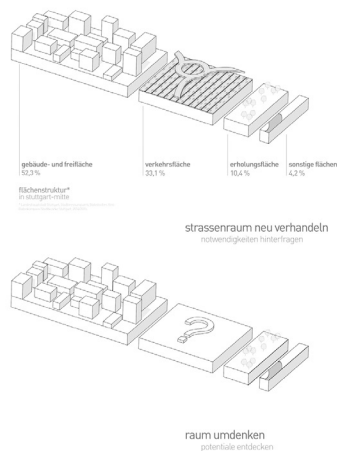 gebäude- und freifläche
52,3 %
verkehrsfläche
33,1 %
erholungsfläche
10,4 %
sonstige flächen
4,2 %
flächenstruktur*
in stuttgart-mitte
strassenraum neu verhandeln
notwendigkeiten hinterfragen
?
raum umdenken
potentiale entdecken